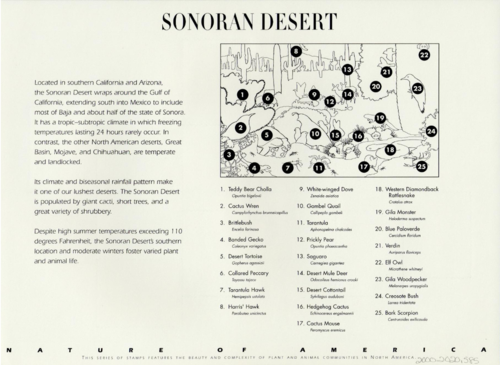 SONORAN DESERT
Located in southern California and Arizona,
the Sonoran Desert wraps around the Gulf of
California, extending south into Mexico to include
most of Baja and about half of the state of Sonora.
It has a tropic–subtropic climate in which freezing
temperatures lasting 24 hours rarely occur. In
contrast, the other North American deserts, Great
Basin, Mojave, and Chihuahuan, are temperate
and landlocked.
Its climate and biseasonal rainfall pattern make
it one of our lushest deserts. The Sonoran Desert
is populated by giant cacti, short trees, and a
great variety of shrubbery.
Despite high summer temperatures exceeding 110
degrees Fahrenheit, the Sonoran Desert's southern
location and moderate winters foster varied plant
and animal life.
8
22
13
20
21
23
1
6
9
12
14
18
19
2
5
10
15
16
24
3
4
7
11
17
25
1. Teddy Bear Cholla
Opuntia bigelovii
2. Cactus Wren
Campylorhynchus brunneicapillus
3. Brittlebush
Encelia farinosa
4. Banded Gecko
Coleonyx variegatus
5. Desert Tortoise
Gopherus agassizii
6. Collared Peccary
Tayassu tajacu
7. Tarantula Hawk
8. Harris' Hawk
Parabuteo unicinctus
9. White-winged Dove
Zenaida asiatica
10. Gambel Quail
Callipepla gambelii
11. Tarantula
Aphonopelma chalcodes
12. Prickly Pear
Opuntia phaeacantha
13. Saguaro
Carnegiea gigantea
14. Desert Mule Deer
Odocoileus hemionus crooki
15. Desert Cottontail
Sylvilagus audubonii
16. Hedgehog Cactus
Echinocereus engelmannii
17. Cactus Mouse
Peromyscus eremicus
18. Western Diamondback
Rattlesnake
Crotalus atrox
19. Gila Monster
Heloderma suspectum
20. Blue Paloverde
Cercidium floridum
21. Verdin
Auriparus flaviceps
22. Elf Owl
Micrathene whitneyi
23. Gila Woodpecker
Melanerpes uropygialis
24. Creosote Bush
Larrea tridentata
25. Bark Scorpion
Centruroides exilicauda
NATURE OF AMERICA
THIS SERIES OF STAMPS FEATURES THE BEAUTY AND COMPLEXITY OF PLANT AND ANIMAL COMMUNITIES IN NORTH AMERICA.